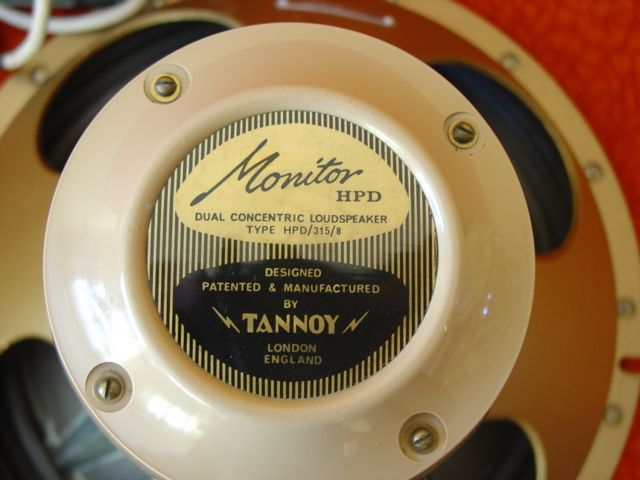 Monitor
HPD
DUAL CONCENTRIC LOUDSPEAKER
TYPE HPD/315/8
DESIGNED
PATENTED & MANUFACTURED
BY
TANNOY
LONDON
ENGLAND